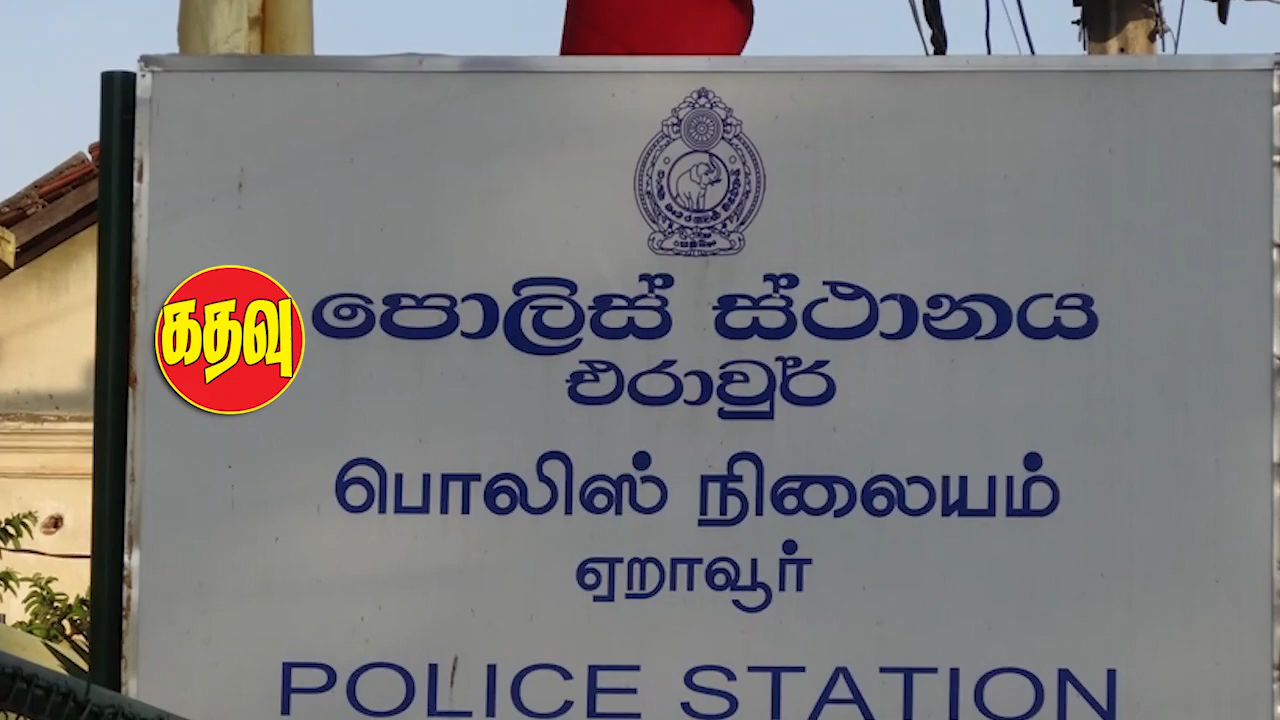 පොලිස් ස්ථානය
கதவு
එරාවුර්
பொலிஸ் நிலையம்
ஏறாவூர்
POLICE STATION